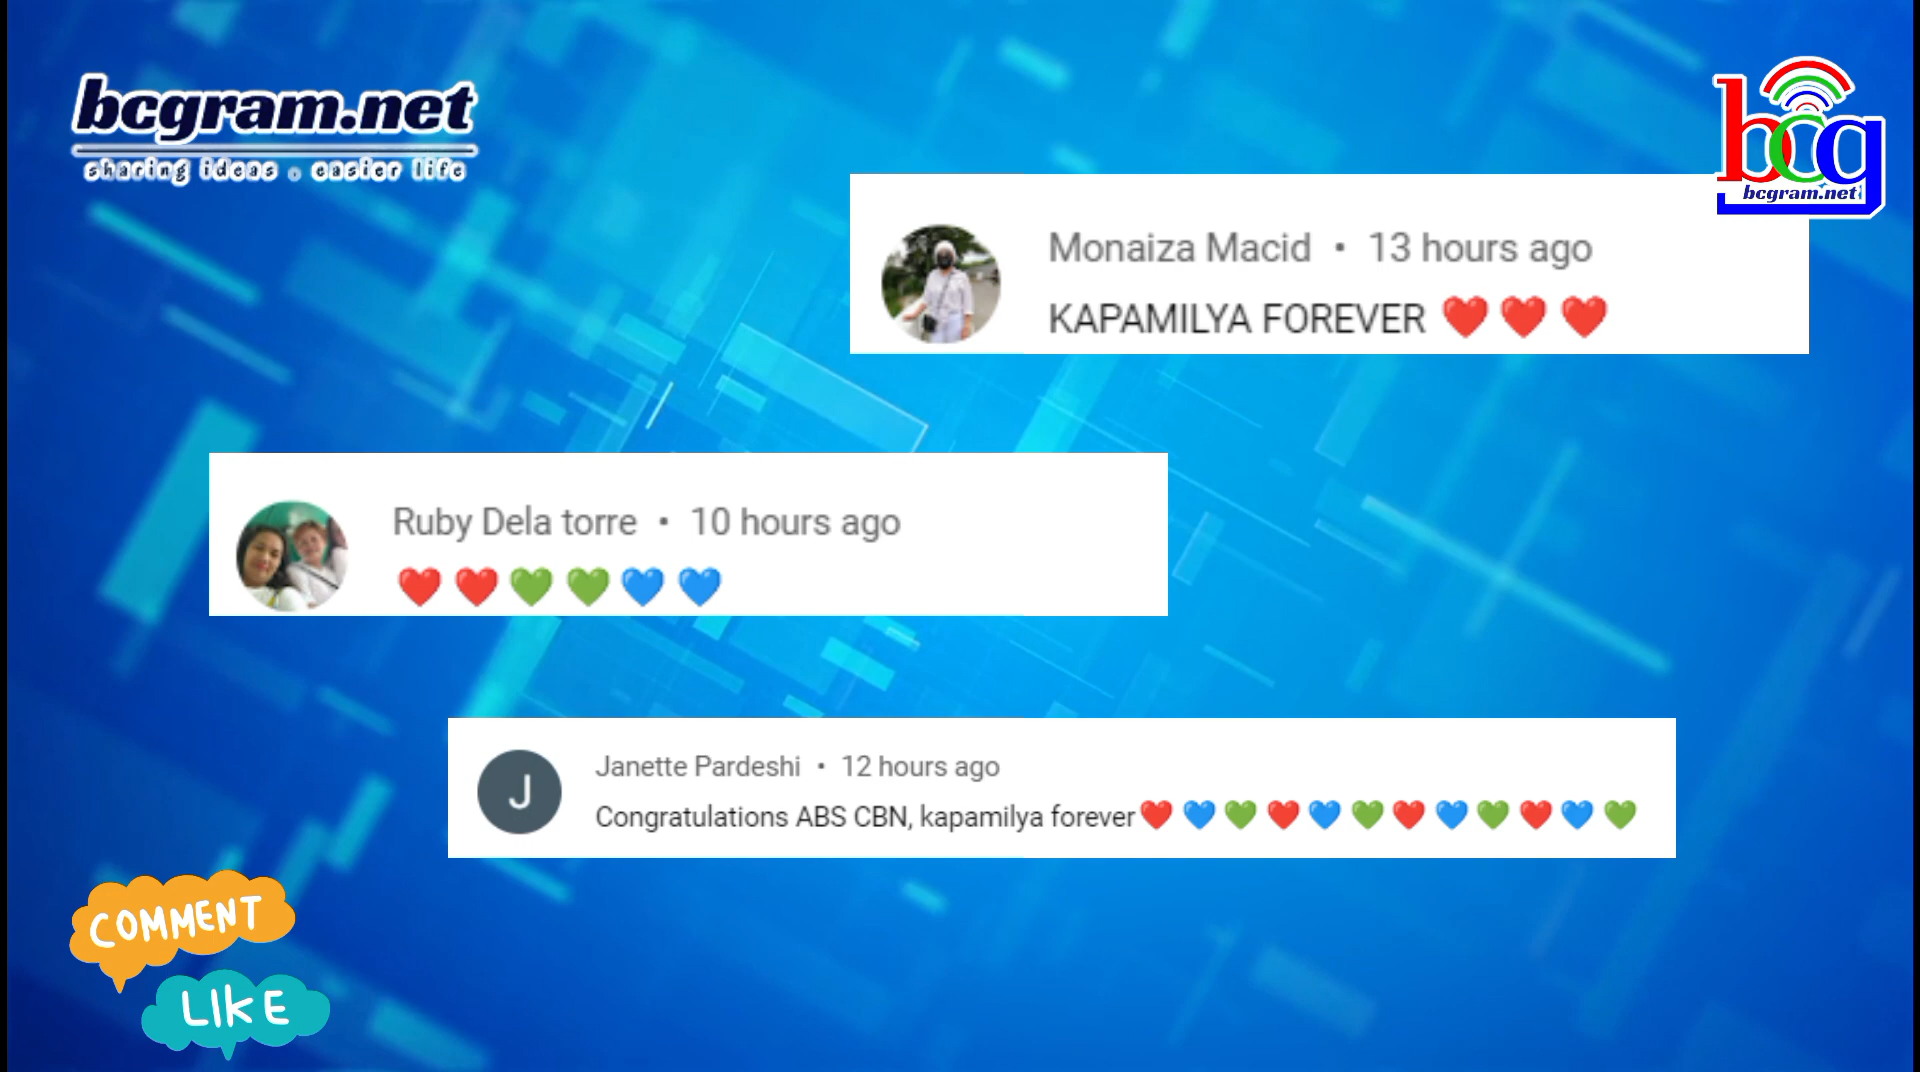 bcgram.net
sharing ideas . easier life
bcg
bcgram.net
Monaiza Macid • 13 hours ago
KAPAMILYA FOREVER ❤️ ❤️ ❤️
Ruby Dela torre • 10 hours ago
❤️ ❤️ 💚 💚 💙 💙
J
Janette Pardeshi • 12 hours ago
Congratulations ABS CBN, kapamilya forever❤️ 💙 💚 ❤️ 💙 💚 ❤️ 💙 💚 ❤️ 💙 💚
COMMENT
LIKE